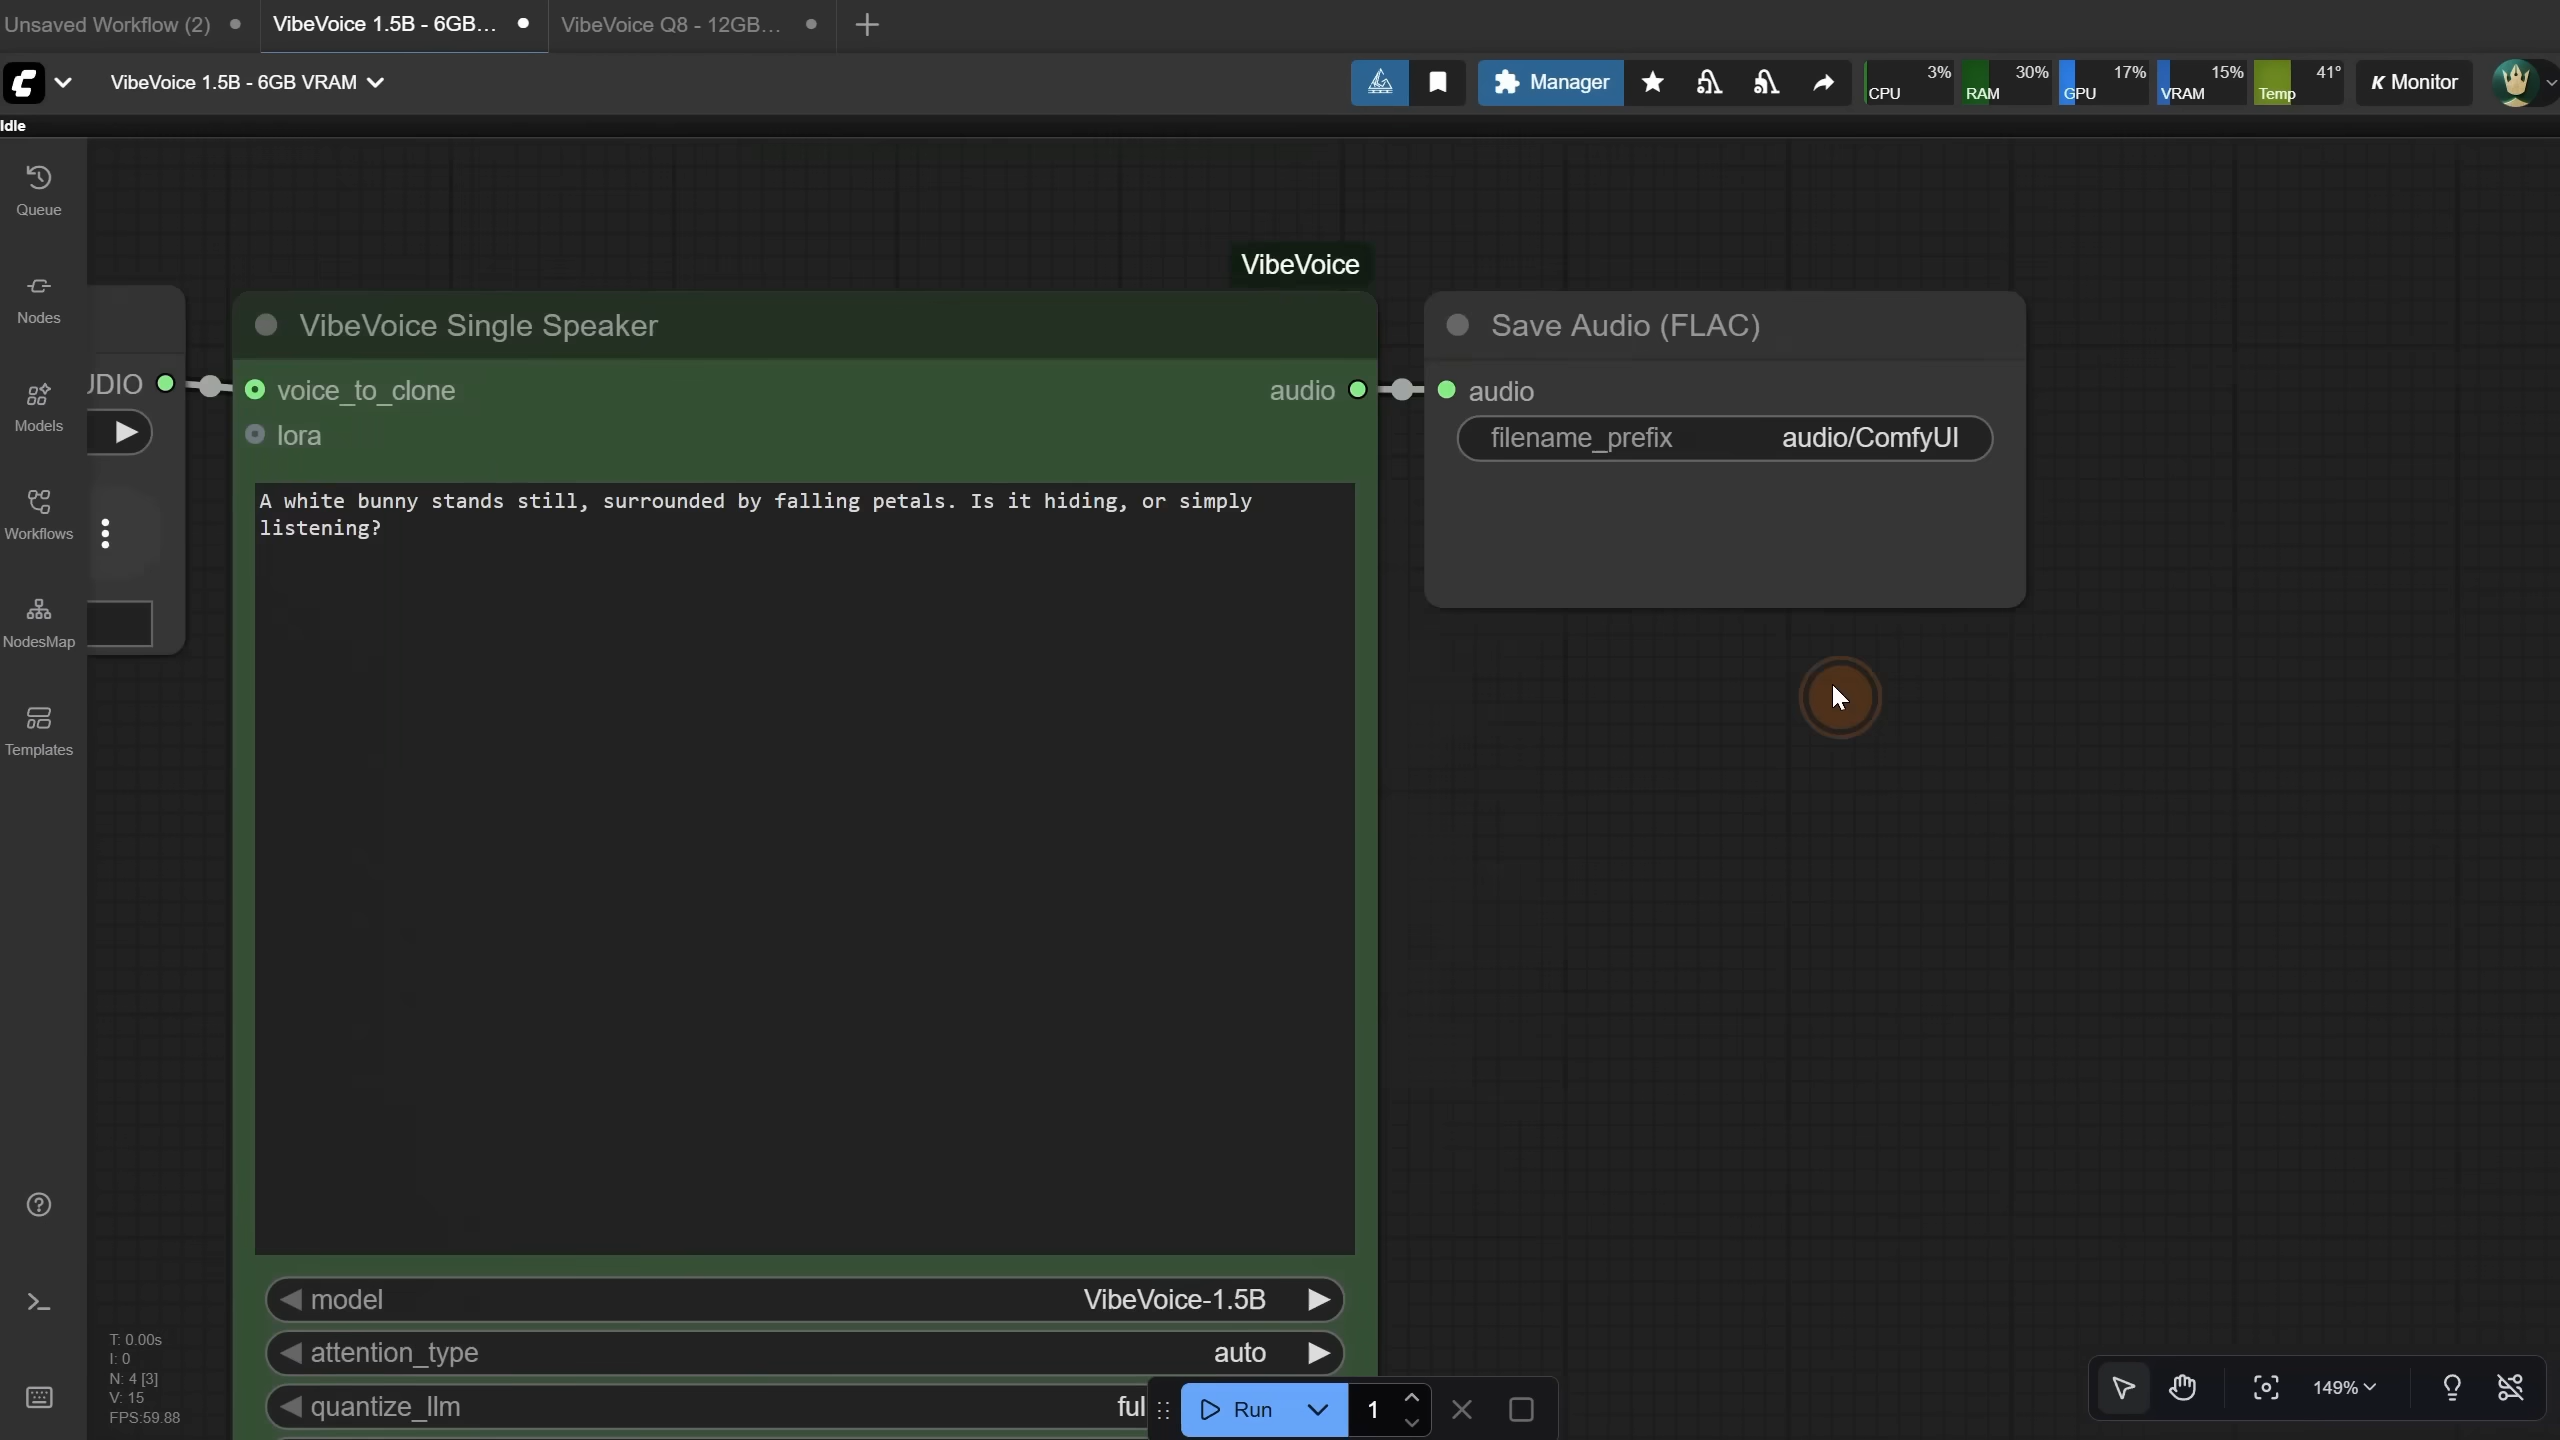 Unsaved Workflow (2)
VibeVoice 1.5B - 6GB...
VibeVoice Q8 - 12GB...
VibeVoice 1.5B - 6GB VRAM
Manager
3%
CPU
30%
RAM
17%
GPU
15%
VRAM
41°
Temp
K Monitor
Idle
Queue
Nodes
Models
Workflows
NodesMap
Templates
VibeVoice
VibeVoice Single Speaker
UDIO
voice_to_clone
audio
lora
A white bunny stands still, surrounded by falling petals. Is it hiding, or simply
listening?
Save Audio (FLAC)
audio
filename_prefix audio/ComfyUI
model VibeVoice-1.5B
attention_type auto
quantize_llm ful
T: 0.00s
I: 0
N: 4 [3]
V: 15
FPS:59.88
Run
1
149%